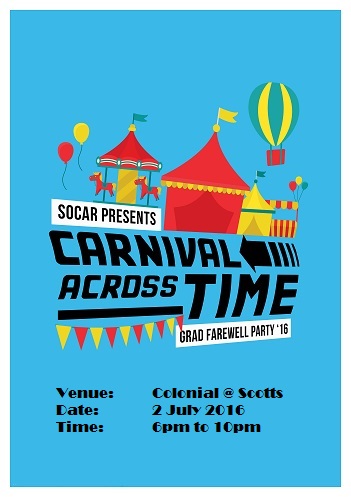 SOCAR PRESENTS
CARNIVAL
ACROSS TIME
GRAD FAREWELL PARTY '16
Venue: Colonial @ Scotts
Date: 2 July 2016
Time: 6pm to 10pm